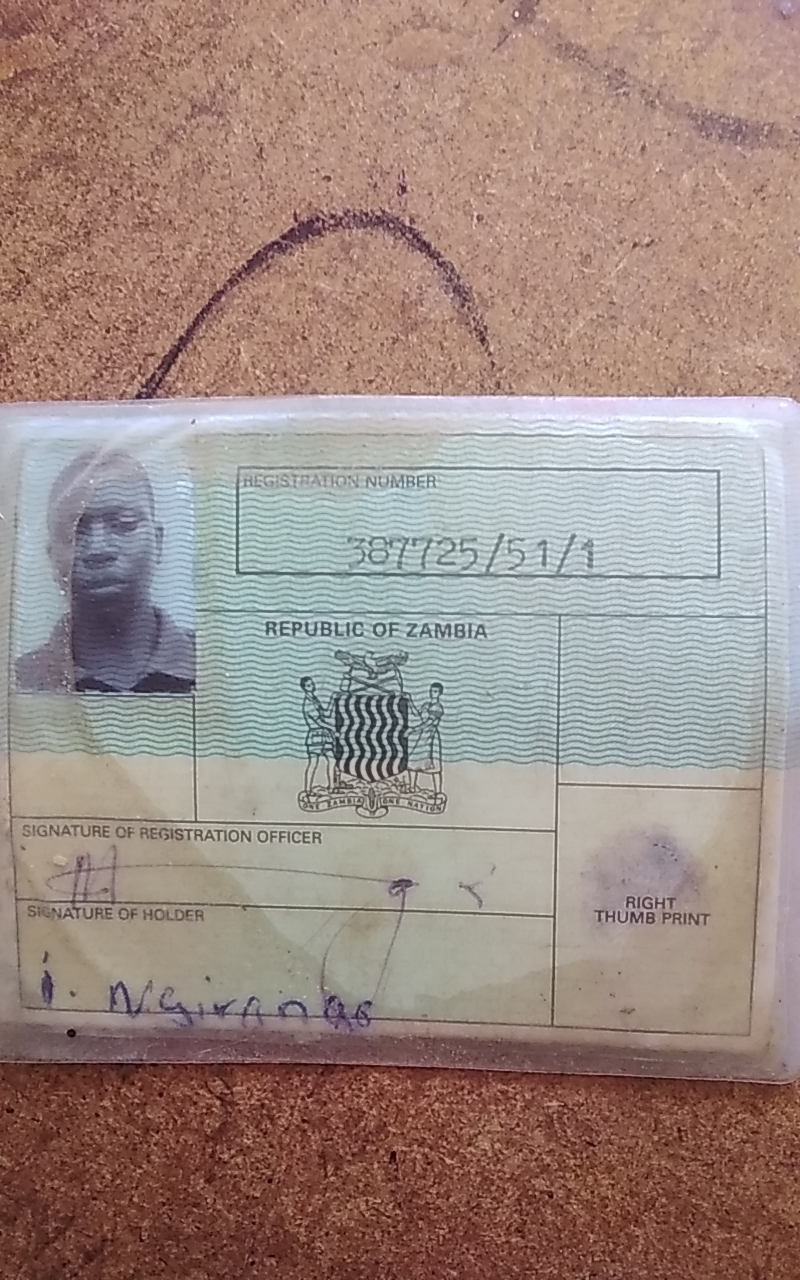 REGISTRATION NUMBER
387725/51/1
REPUBLIC OF ZAMBIA
ONE ZAMBIA ONE NATION
SIGNATURE OF REGISTRATION OFFICER
SIGNATURE OF HOLDER
i.
RIGHT
THUMB PRINT